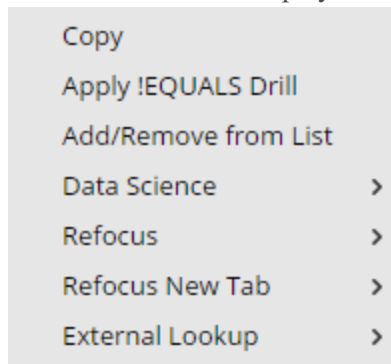 Copy
Apply !EQUALS Drill
Add/Remove from List
Data Science
Refocus
Refocus New Tab
External Lookup